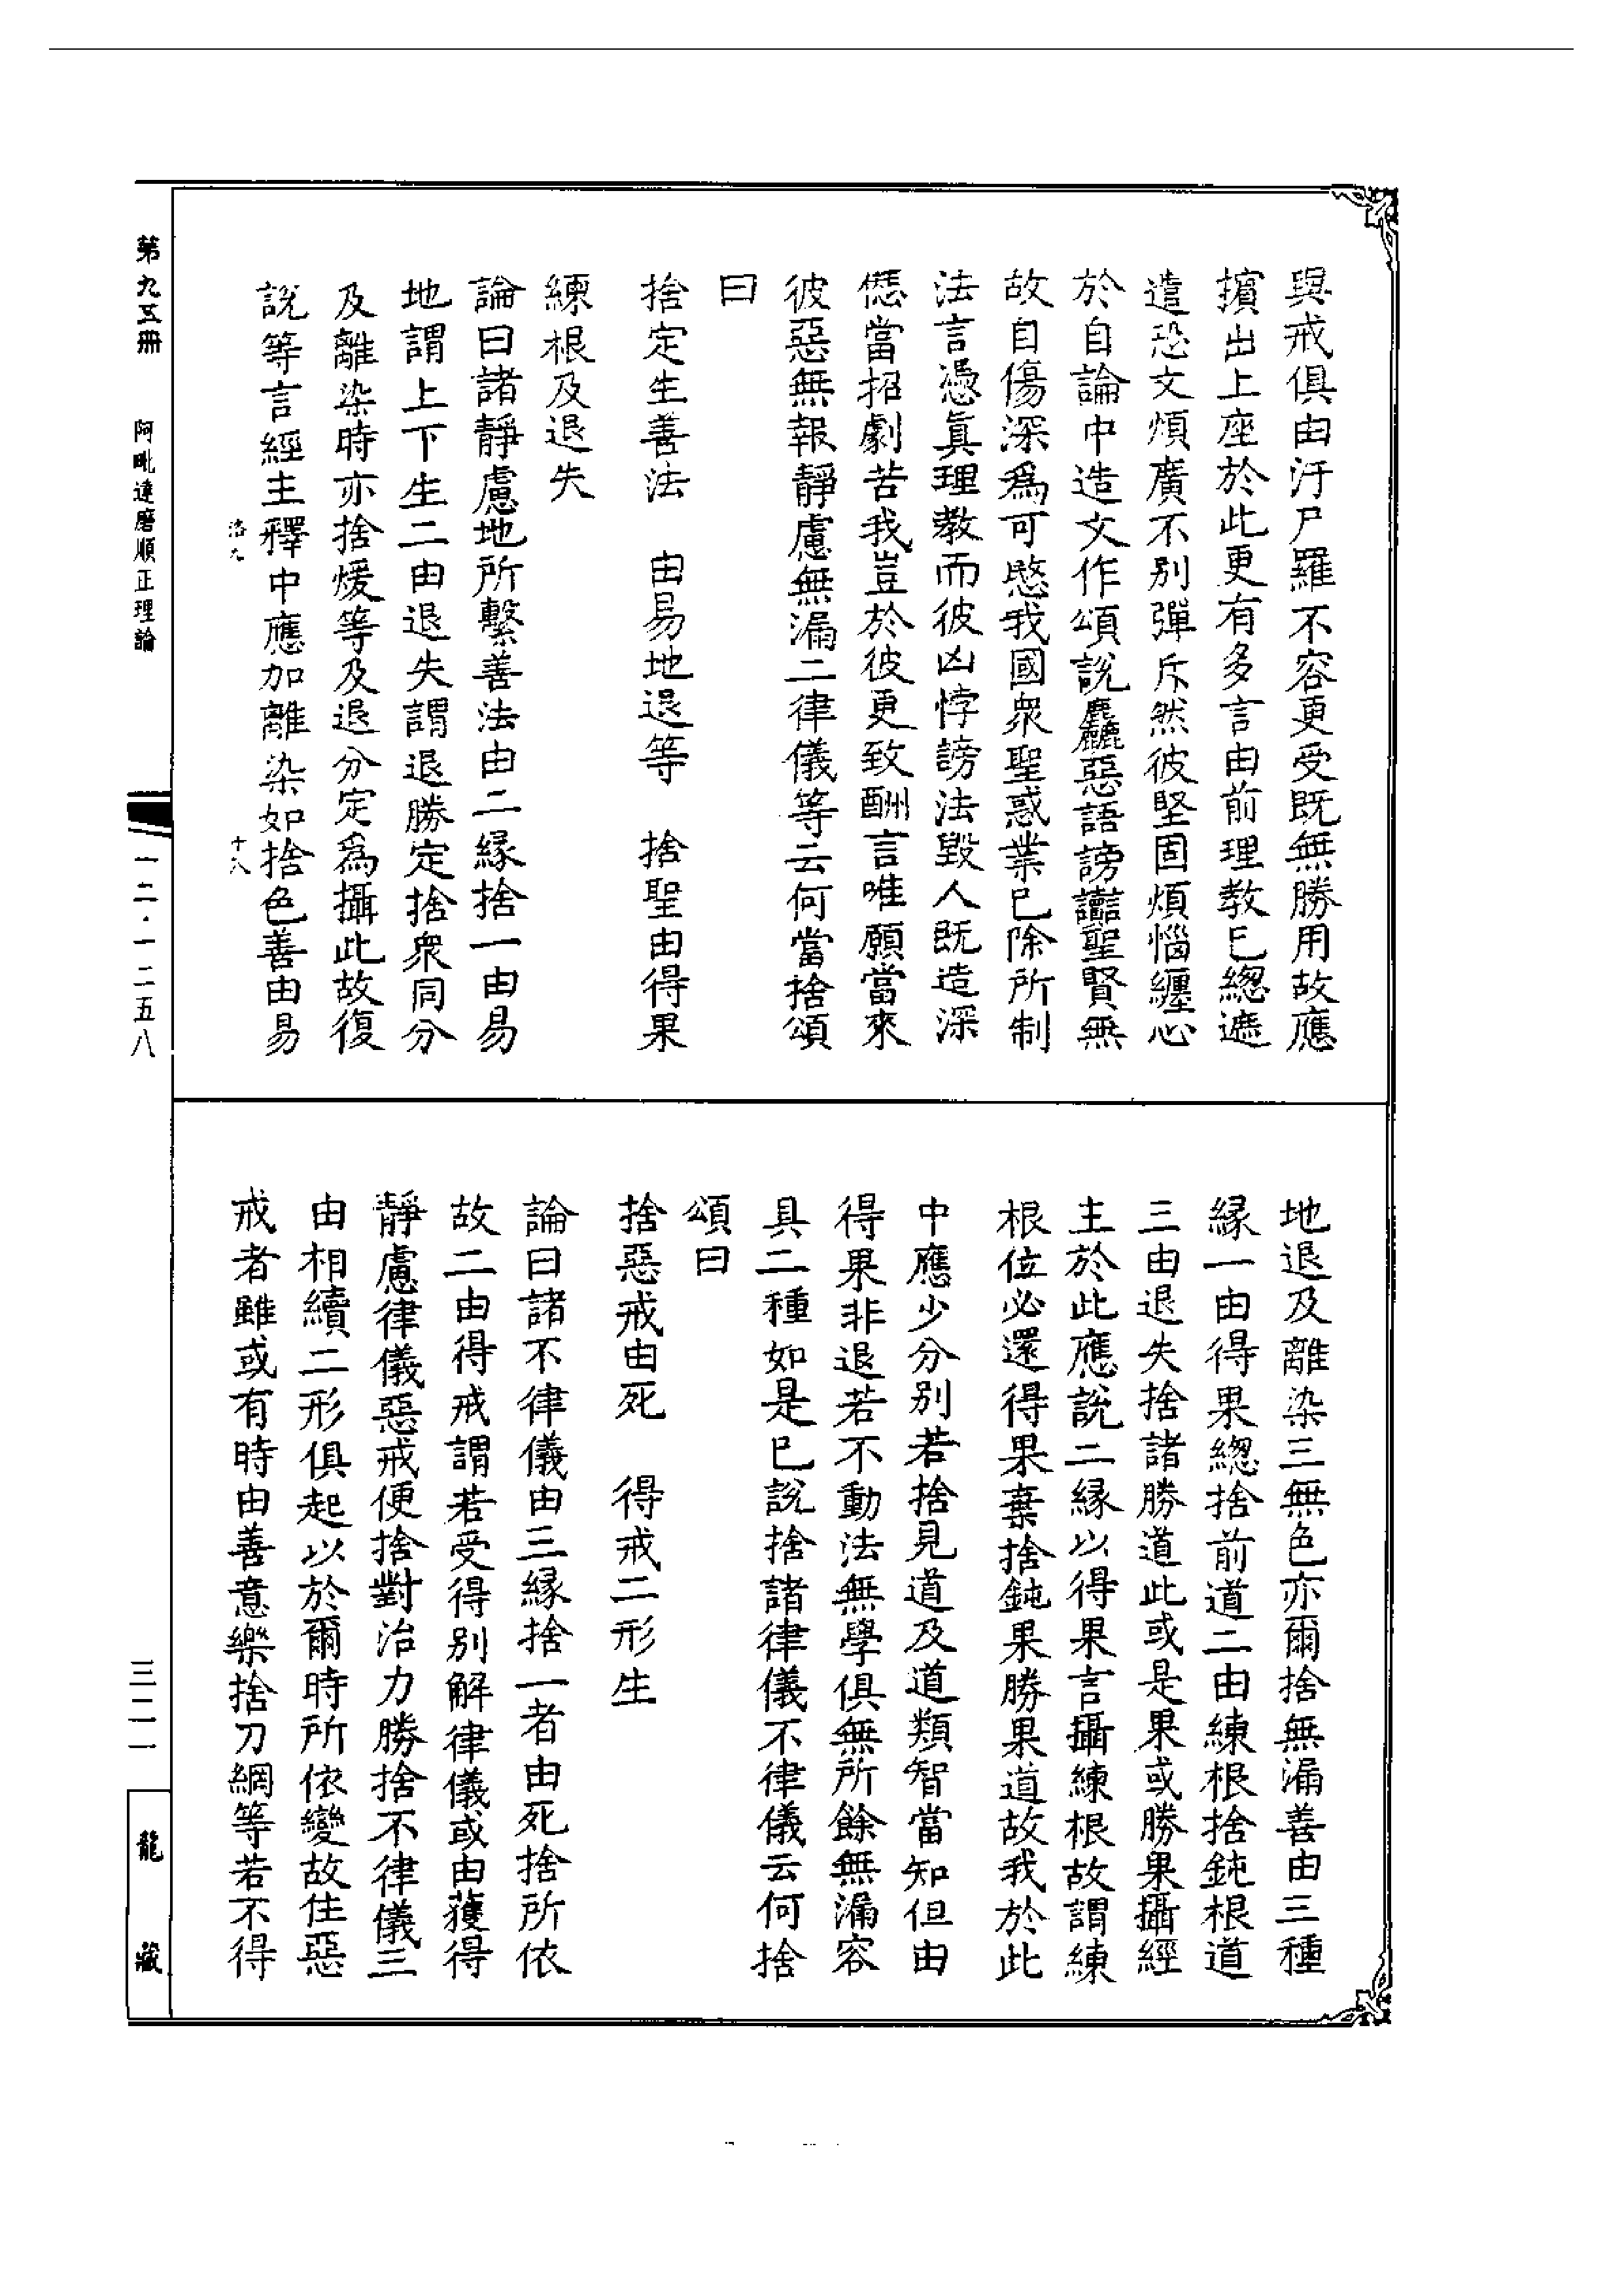 與戒俱由汙尸羅不容更受既無勝用故應
擯出上座於此更有多言由前理教已總遮
遣恐文煩廣不別彈斥然彼堅固煩惱纏心
於自論中造文作頌說麤惡語謗讟聖賢無
故自傷深爲可愍我國衆聖惑業已除所制
法言憑眞理教而彼凶悖謗法毀人既造深
愆當招劇苦我豈於彼更致酬言唯願當來
彼惡無報靜慮無漏二律儀等云何當捨頌
曰
捨定生善法　由易地退等　捨聖由得果
練根及退失
論曰諸靜慮地所繫善法由二緣捨一由易
地謂上下生二由退失謂退勝定捨衆同分
及離染時亦捨煖等及退分定爲攝此故復
說等言經主釋中應加離染如捨色善由易
地退及離染三無色亦爾捨無漏善由三種
緣一由得果總捨前道二由練根捨鈍根道
三由退失捨諸勝道此或是果或勝果攝經
主於此應說二緣以得果言攝練根故謂練
根位必還得果棄捨鈍果勝果道故我於此
中應少分別若捨見道及道類智當知但由
得果非退若不動法無學俱無所餘無漏容
具二種如是已說捨諸律儀不律儀云何捨
頌曰
捨惡戒由死　得戒二形生
論曰諸不律儀由三緣捨一者由死捨所依
故二由得戒謂若受得別解律儀或由獲得
靜慮律儀惡戒便捨對治力勝捨不律儀三
由相續二形俱起以於爾時所依變故住惡
戒者雖或有時由善意樂捨刀網等若不得
第九五冊　阿毗達磨順正理論
洛九
十八
一二·一二五八
三二一
龍藏